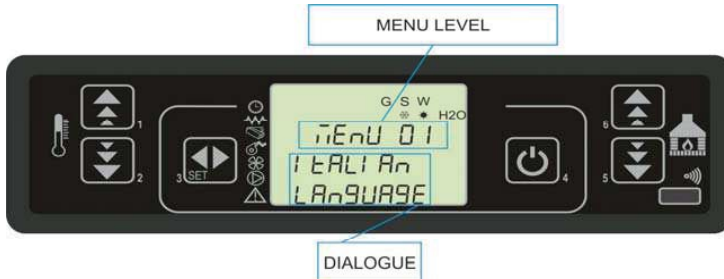 MENU LEVEL
G S W
H2O
1
6
MEnU 01
ItALIAn
3 SET
4
LAnGUAGE
2
5
DIALOGUE